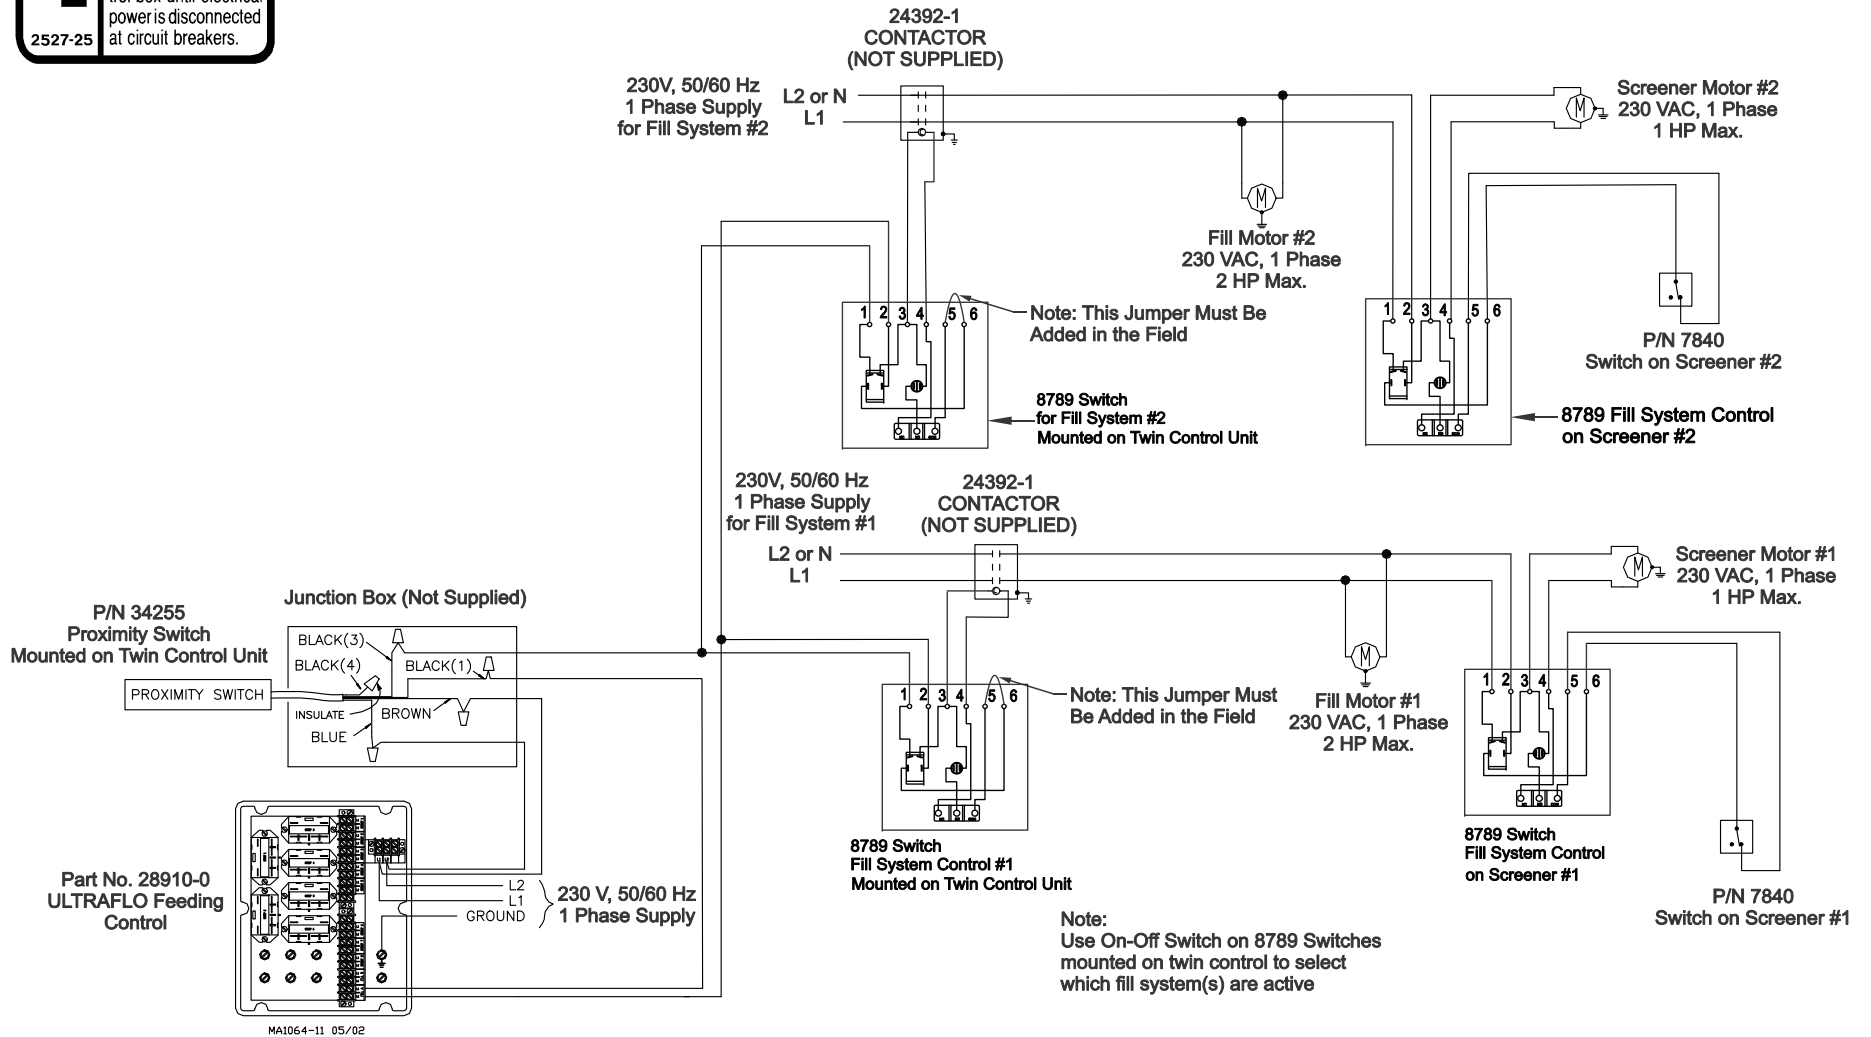 power is disconnected
at circuit breakers.
2527-25
24392-1
CONTACTOR
(NOT SUPPLIED)
230V, 50/60 Hz
1 Phase Supply
for Fill System #2
L2 or N
L1
Screener Motor #2
230 VAC, 1 Phase
1 HP Max.
M
M
Fill Motor #2
230 VAC, 1 Phase
2 HP Max.
1 2 3 4 5 6
Note: This Jumper Must Be
Added in the Field
1 2 3 4 5 6
P/N 7840
Switch on Screener #2
8789 Switch
for Fill System #2
Mounted on Twin Control Unit
8789 Fill System Control
on Screener #2
230V, 50/60 Hz
1 Phase Supply
for Fill System #1
24392-1
CONTACTOR
(NOT SUPPLIED)
L2 or N
L1
Screener Motor #1
230 VAC, 1 Phase
1 HP Max.
M
M
Fill Motor #1
230 VAC, 1 Phase
2 HP Max.
Junction Box (Not Supplied)
P/N 34255
Proximity Switch
Mounted on Twin Control Unit
BLACK(3)
BLACK(4)
BLACK(1)
PROXIMITY SWITCH
INSULATE
BROWN
BLUE
1 2 3 4 5 6
Note: This Jumper Must
Be Added in the Field
1 2 3 4 5 6
8789 Switch
Fill System Control #1
Mounted on Twin Control Unit
8789 Switch
Fill System Control
on Screener #1
P/N 7840
Switch on Screener #1
Part No. 28910-0
ULTRAFLO Feeding
Control
L2
L1
GROUND
230 V, 50/60 Hz
1 Phase Supply
Note:
Use On-Off Switch on 8789 Switches
mounted on twin control to select
which fill system(s) are active
MA1064-11 05/02